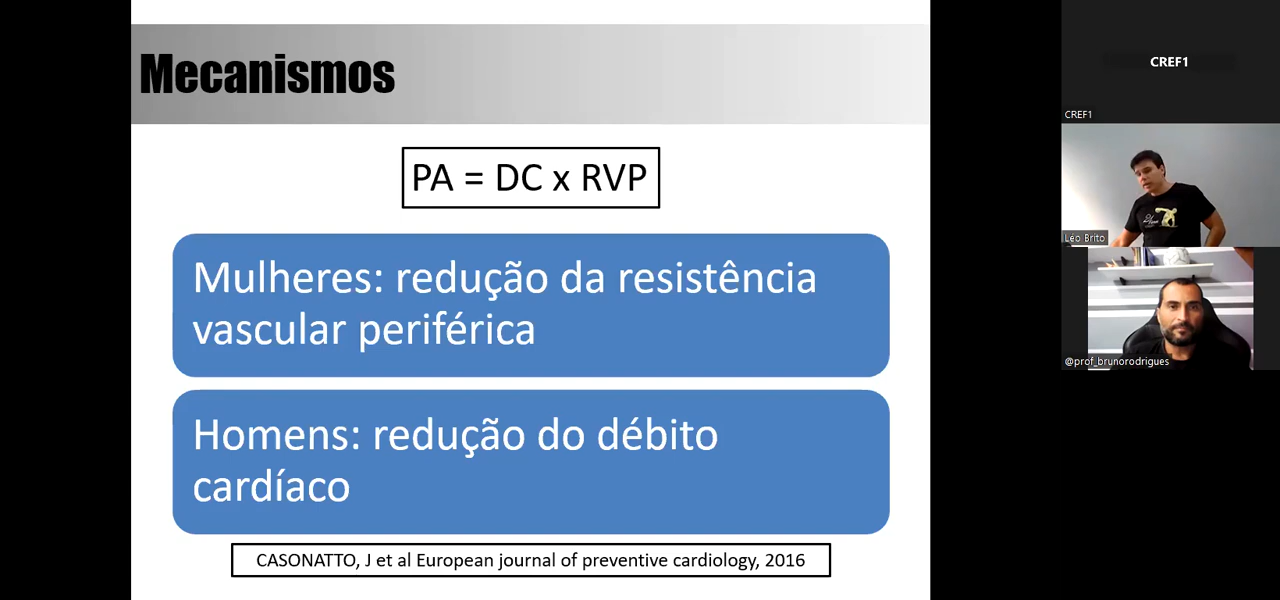 Mecanismos
PA = DC x RVP
Mulheres: redução da resistência
vascular periférica
Homens: redução do débito
cardíaco
CASONATTO, J et al European journal of preventive cardiology, 2016
CREF1
CREF1
Léo Brito
@prof_brunorodrigues